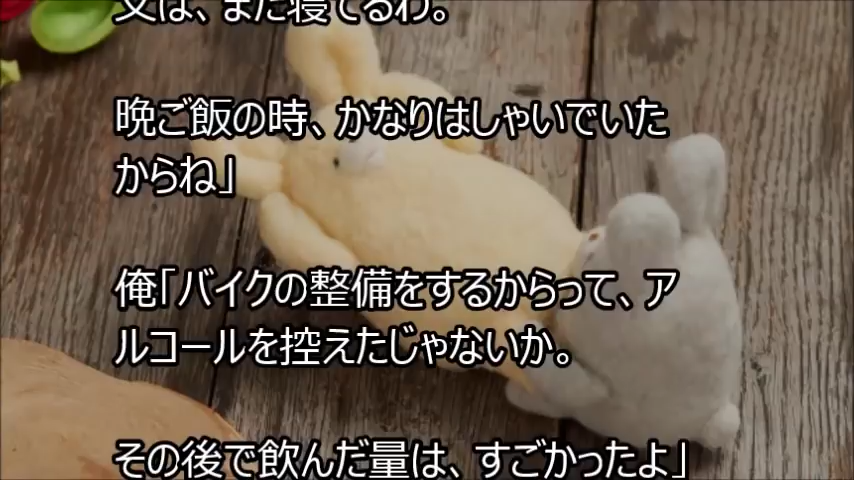 父は、まだ寝てるわ。
晩ご飯の時、かなりはしゃいでいた
からね」
俺「バイクの整備をするからって、ア
ルコールを控えたじゃないか。
その後で飲んだ量は、すごかったよ」